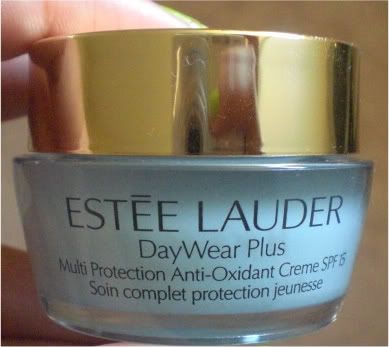 ESTĒE LAUDER
DayWear Plus
Multi Protection Anti-Oxidant Creme SPF 15
Soin complet protection jeunesse